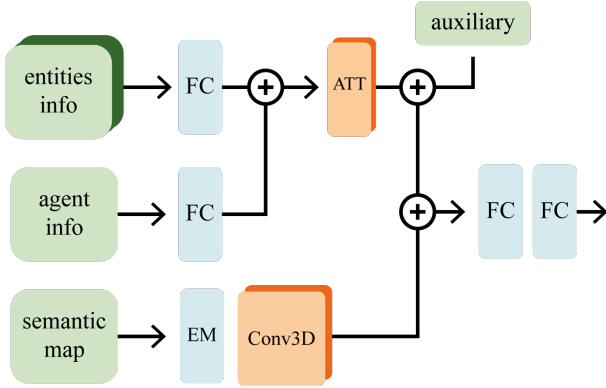 auxiliary
entities
info
FC
ATT
agent
info
FC
FC
FC
semantic
map
EM
Conv3D